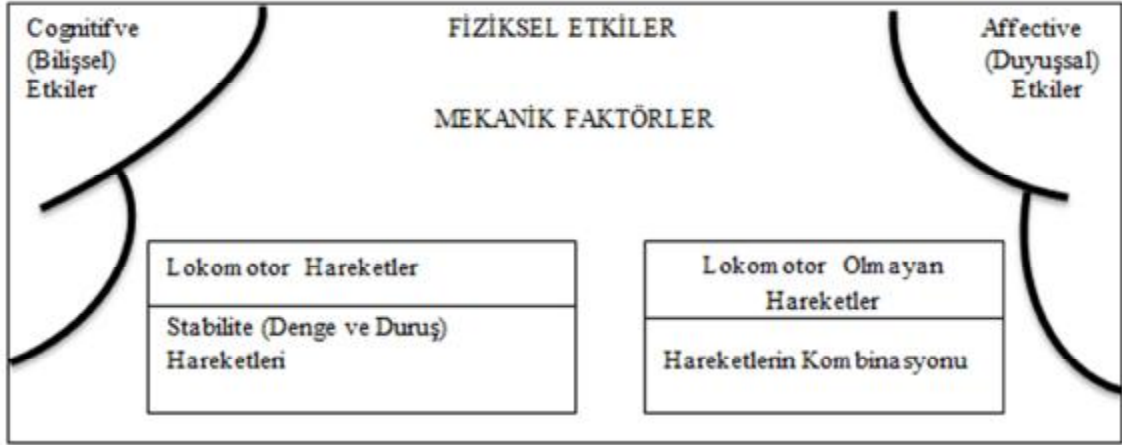 Cognitifve
(Bilişsel)
Etkiler
FİZİKSEL ETKİLER
MEKANİK FAKTÖRLER
Affective
(Duyuşsal)
Etkiler
Lokomotor Hareketler
Stabilite (Denge ve Duruş)
Hareketleri
Lokomotor Olmayan
Hareketler
Hareketlerin Kombinasyonu